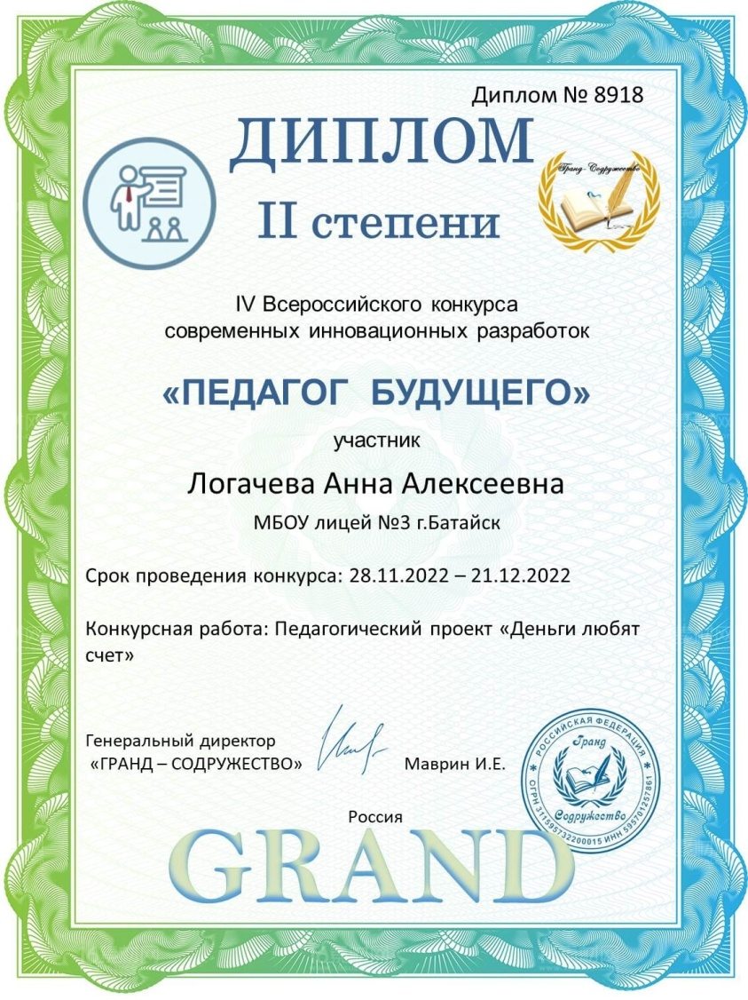 Диплом № 8918
ДИПЛОМ
Гранд-Содружество
II степени
IV Всероссийского конкурса
современных инновационных разработок
«ПЕДАГОГ БУДУЩЕГО»
участник
Логачева Анна Алексеевна
МБОУ лицей №3 г.Батайск
Срок проведения конкурса: 28.11.2022 – 21.12.2022
Конкурсная работа: Педагогический проект «Деньги любят
счет»
Генеральный директор
«ГРАНД – СОДРУЖЕСТВО»
Маврин И.Е.
РОССИЙСКАЯ ФЕДЕРАЦИЯ
Гранд
Содружество
ОГРН 311595732200015 ИНН 595701257861
Россия
GRAND